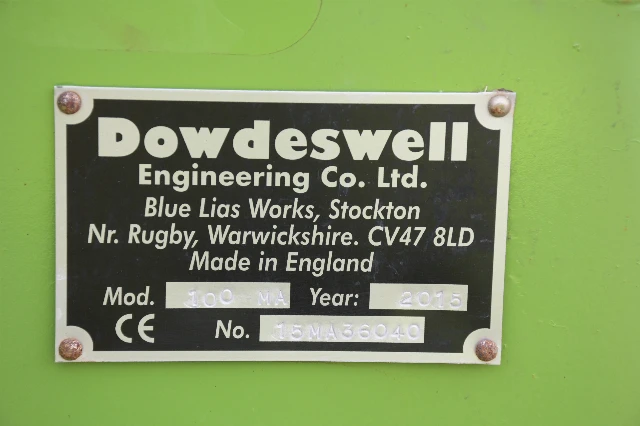 Dowdeswell
Engineering Co. Ltd.
Blue Lias Works, Stockton
Nr. Rugby, Warwickshire. CV47 8LD
Made in England
Mod. 100 MA Year: 2015
CE No. 15MA36040